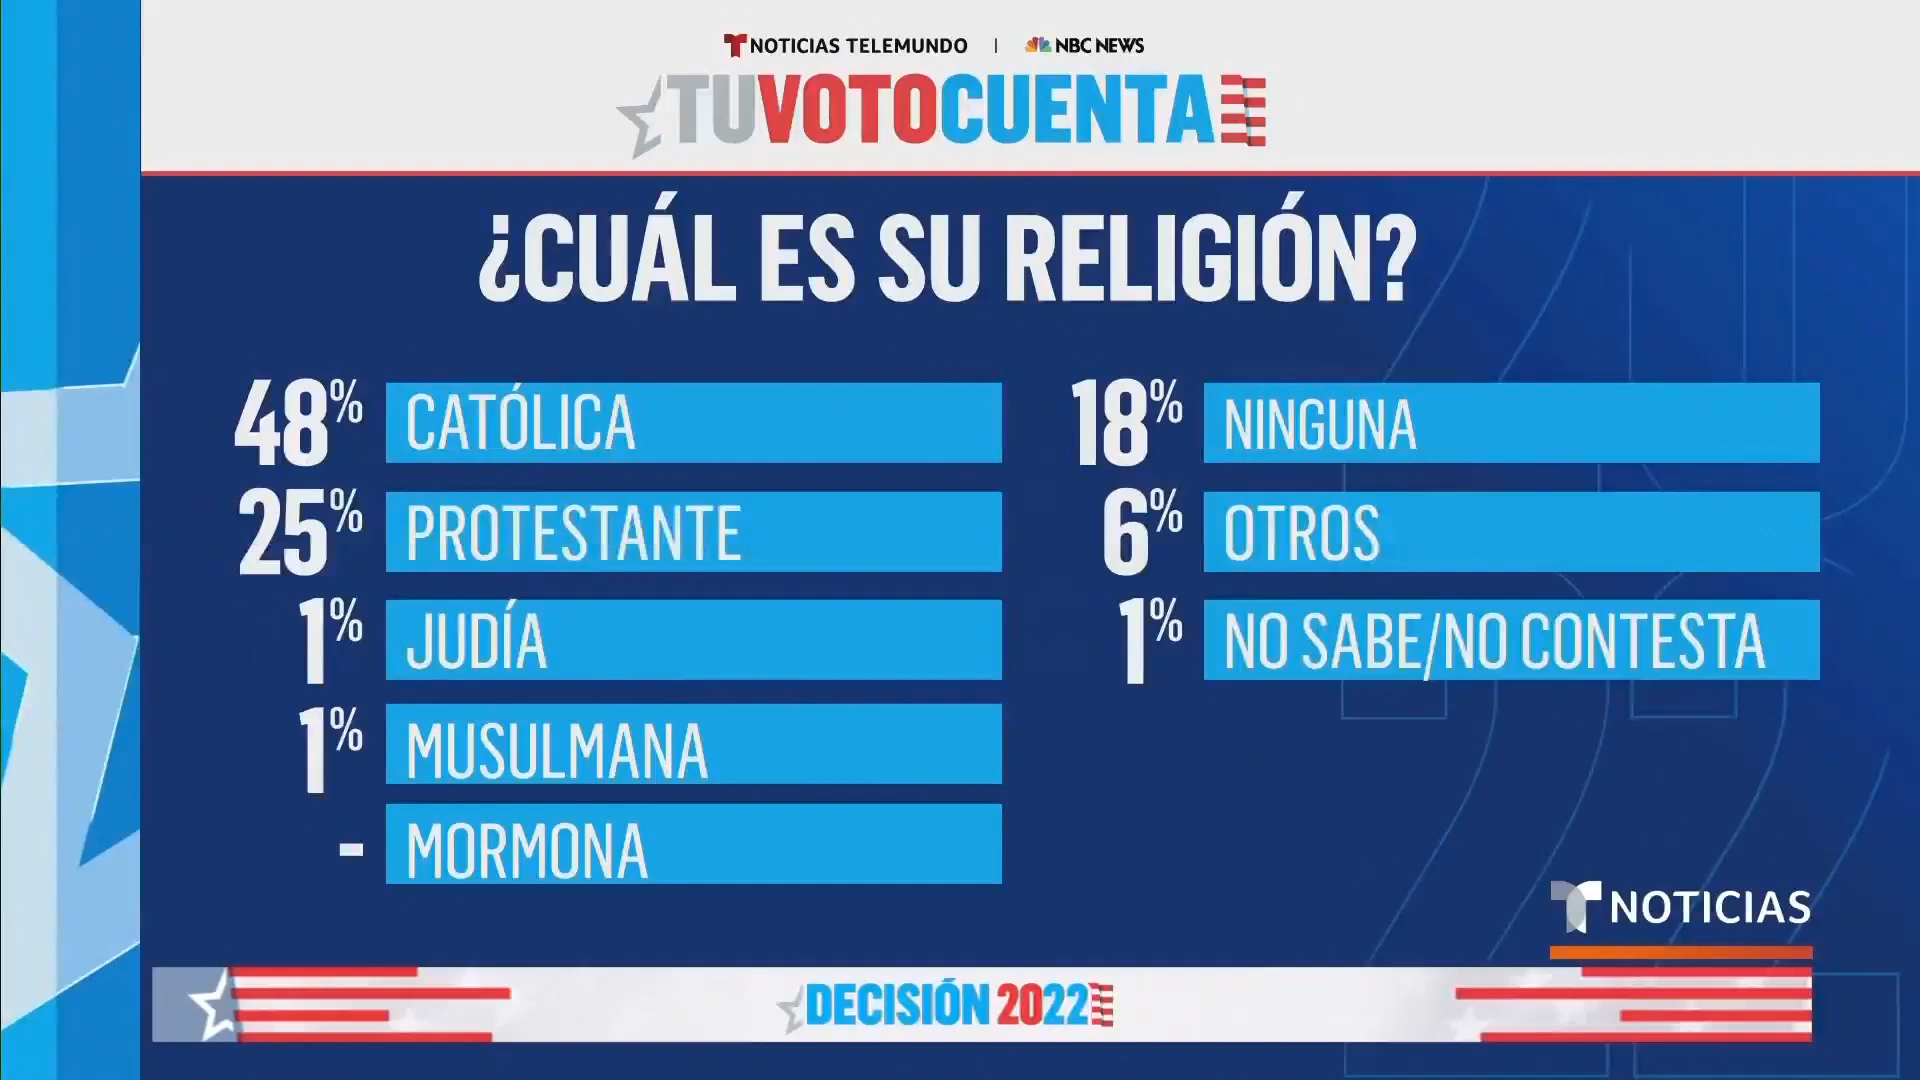 NOTICIAS TELEMUNDO | NBC NEWS
TUVOTOCUENTA
¿CUÁL ES SU RELIGIÓN?
48% CATÓLICA
25% PROTESTANTE
1% JUDÍA
1% MUSULMANA
- MORMONA
18% NINGUNA
6% OTROS
1% NO SABE/NO CONTESTA
NOTICIAS
DECISIÓN 2022